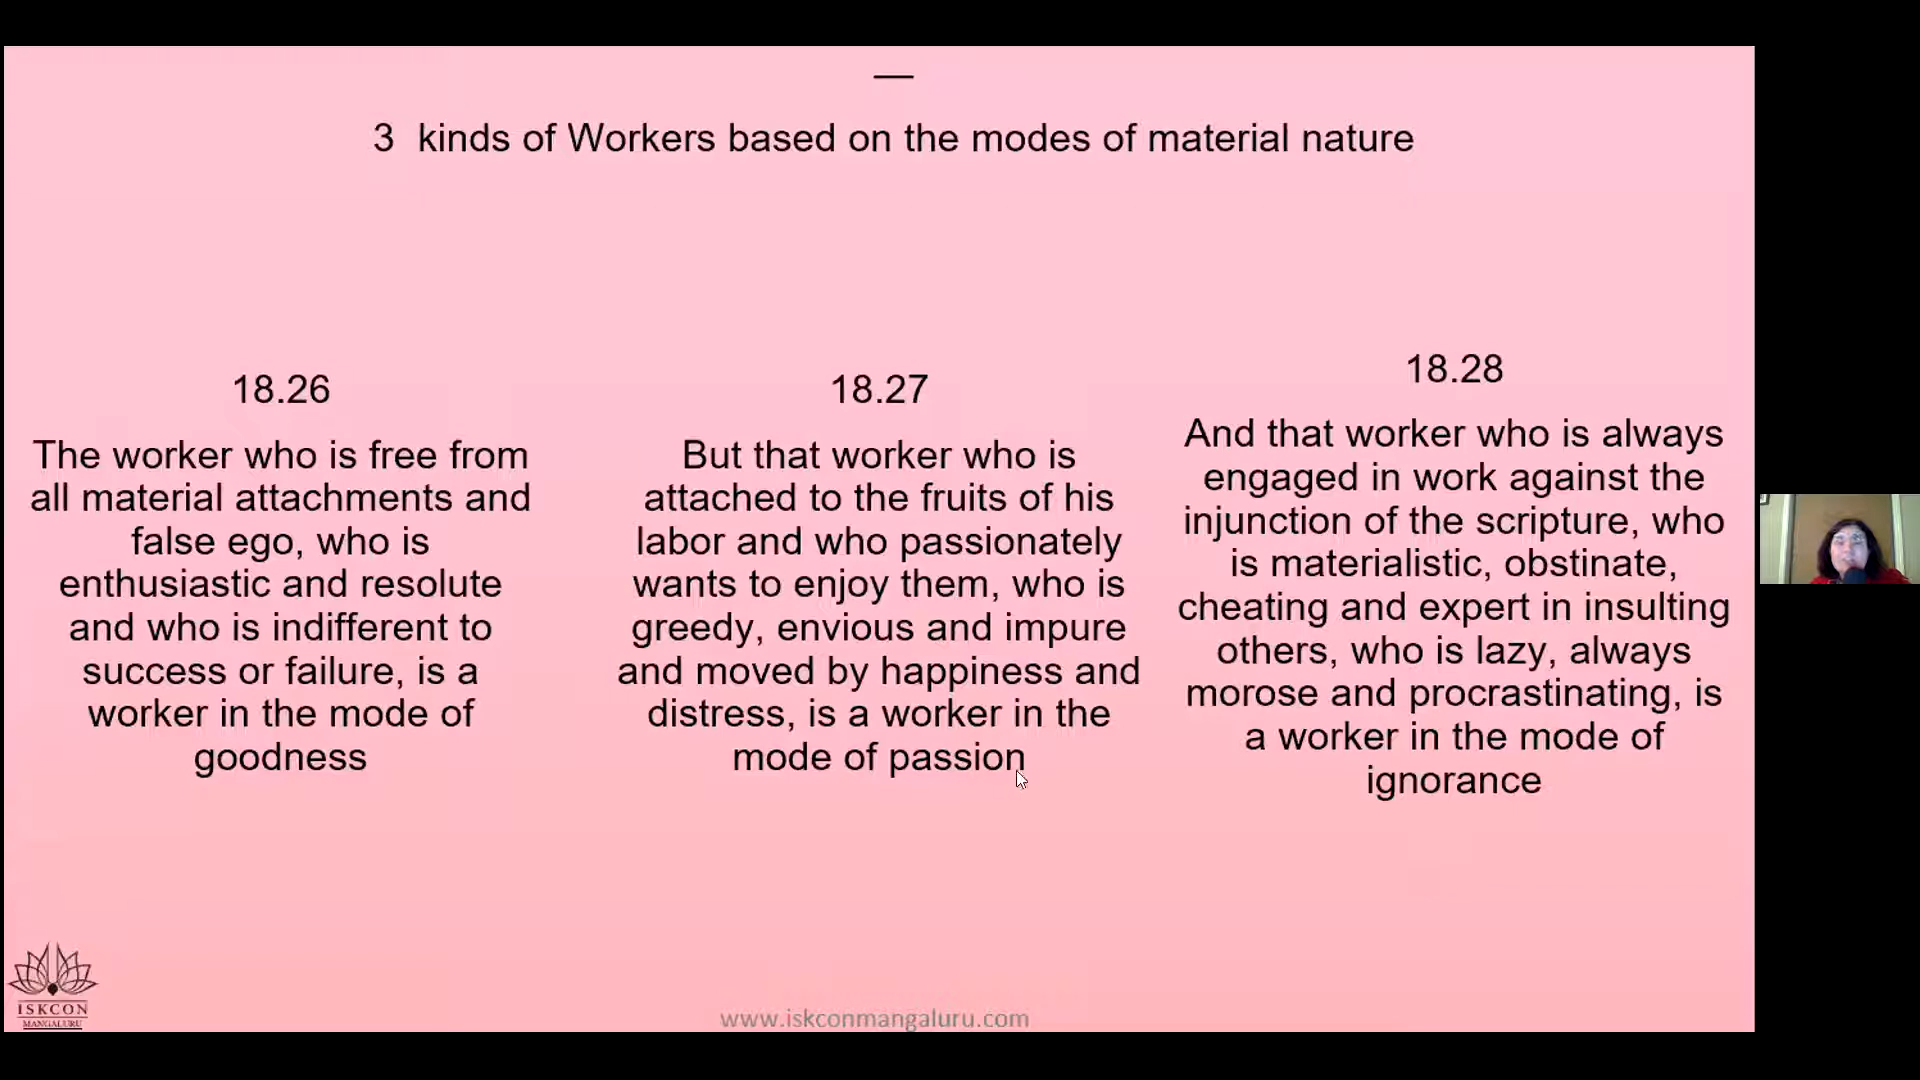 3 kinds of Workers based on the modes of material nature
18.26
The worker who is free from
all material attachments and
false ego, who is
enthusiastic and resolute
and who is indifferent to
success or failure, is a
worker in the mode of
goodness
18.27
But that worker who is
attached to the fruits of his
labor and who passionately
wants to enjoy them, who is
greedy, envious and impure
and moved by happiness and
distress, is a worker in the
mode of passion
18.28
And that worker who is always
engaged in work against the
injunction of the scripture, who
is materialistic, obstinate,
cheating and expert in insulting
others, who is lazy, always
morose and procrastinating, is
a worker in the mode of
ignorance
ISKCON
MANGALURU
www.iskconmangaluru.com